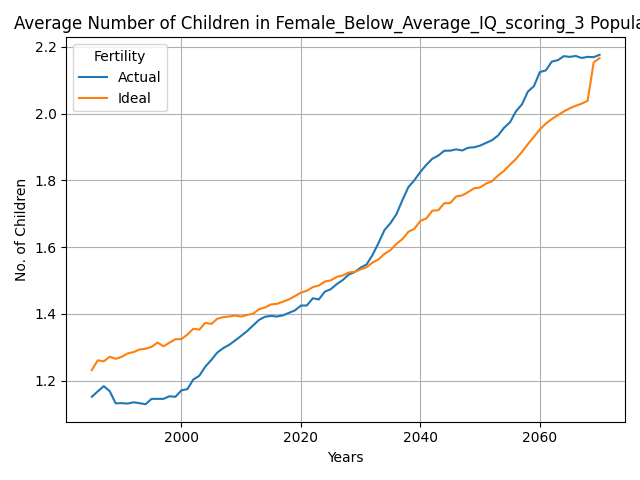 Average Number of Children in Female_Below_Average_IQ_scoring_3 Popula
2.2
2.0
1.8
1.6
1.4
1.2
No. of Children
Fertility
Actual
Ideal
2000
2020
2040
2060
Years